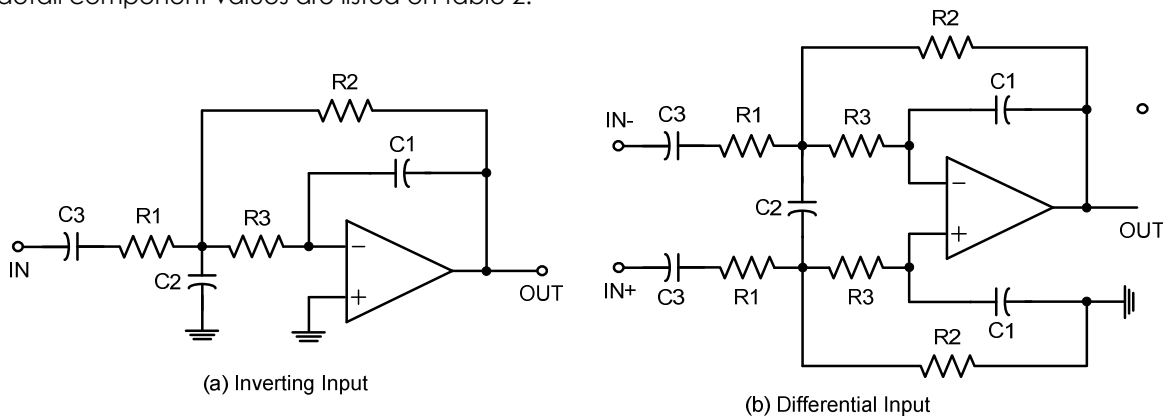 detail component values are listed on table 2.
R2
C1
C3
R1
R3
C2
IN
OUT
(a) Inverting Input
R2
C1
IN-
C3
R1
R3
C2
OUT
IN+
C3
R1
R3
C1
R2
(b) Differential Input